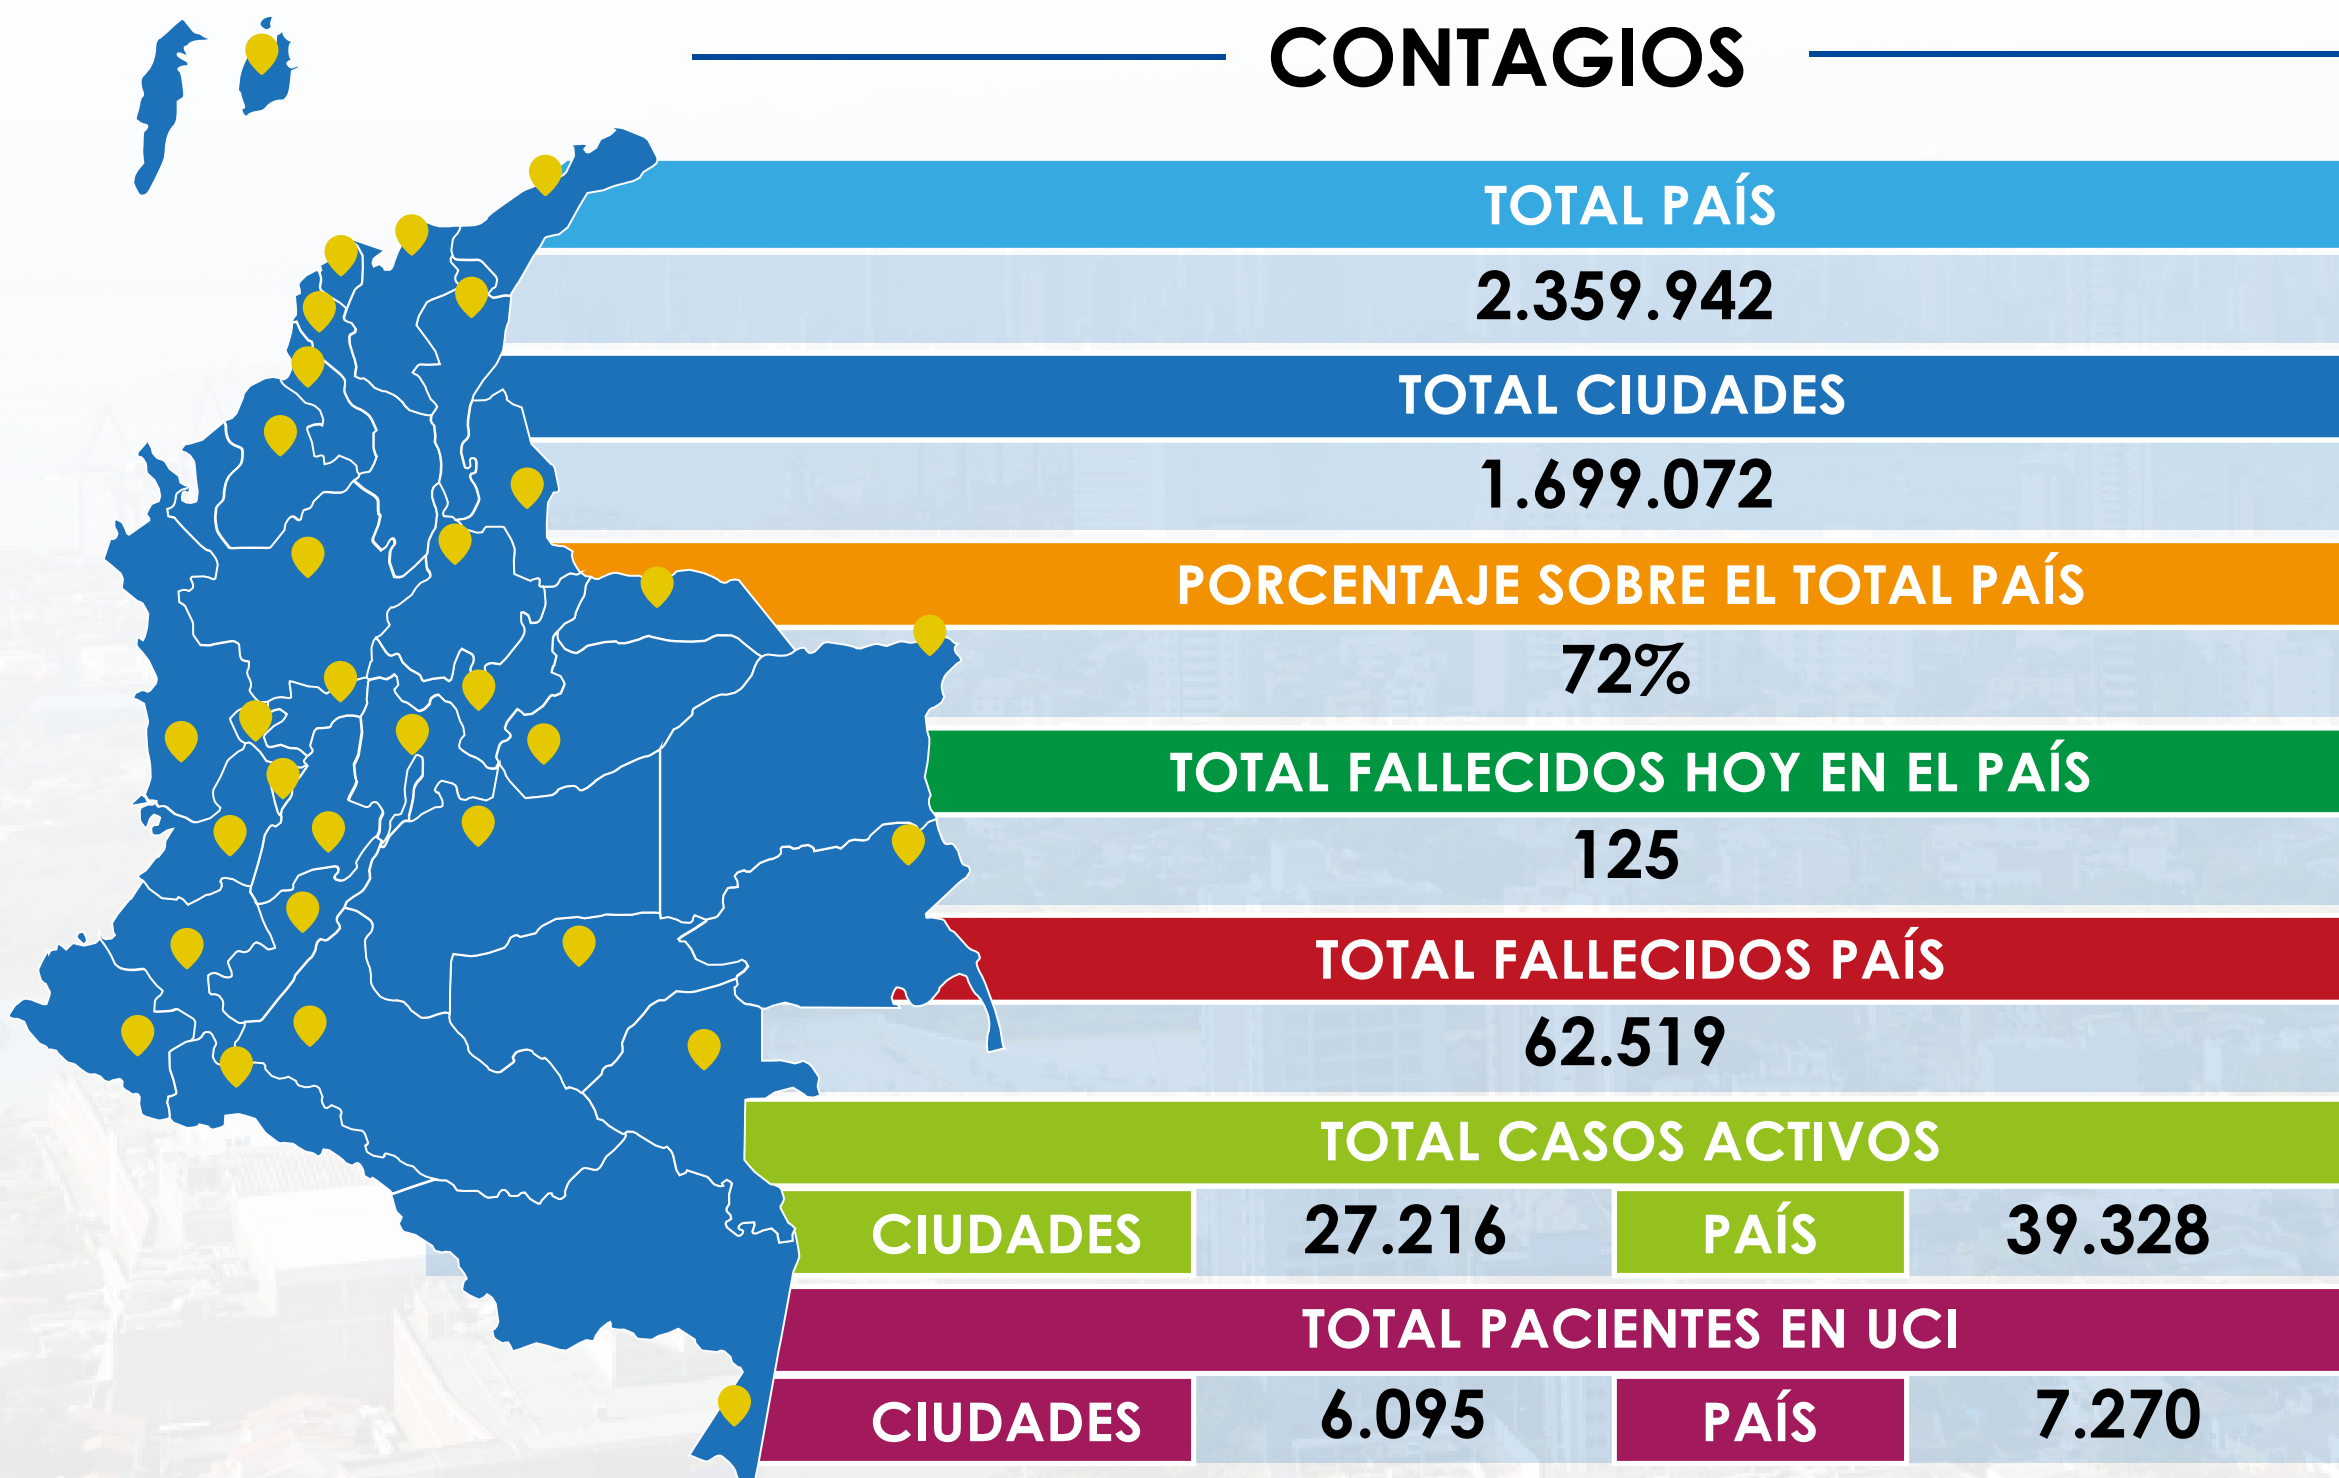 CONTAGIOS
TOTAL PAÍS
2.359.942
TOTAL CIUDADES
1.699.072
PORCENTAJE SOBRE EL TOTAL PAÍS
72%
TOTAL FALLECIDOS HOY EN EL PAÍS
125
TOTAL FALLECIDOS PAÍS
62.519
TOTAL CASOS ACTIVOS
CIUDADES 27.216 PAÍS 39.328
TOTAL PACIENTES EN UCI
CIUDADES 6.095 PAÍS 7.270